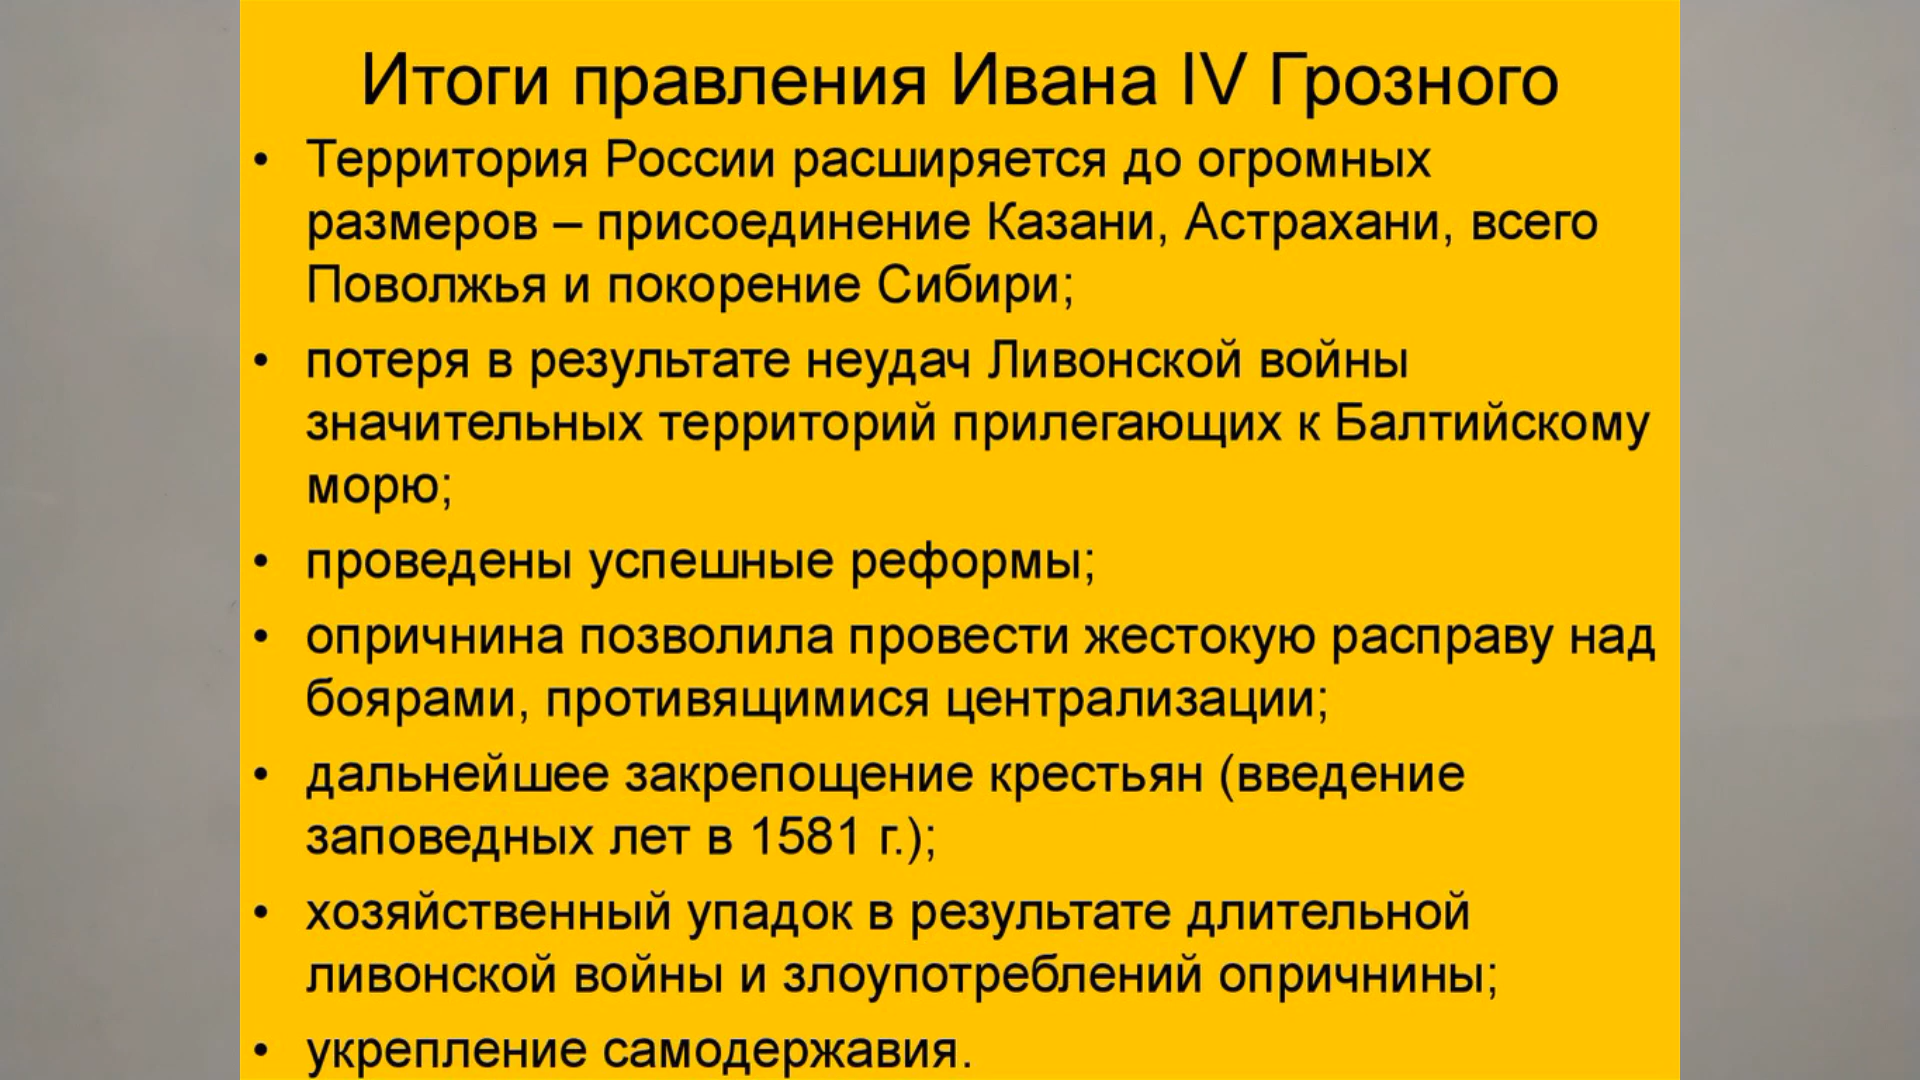 Итоги правления Ивана IV Грозного
• Территория России расширяется до огромных
размеров – присоединение Казани, Астрахани, всего
Поволжья и покорение Сибири;
• потеря в результате неудач Ливонской войны
значительных территорий прилегающих к Балтийскому
морю;
• проведены успешные реформы;
• опричнина позволила провести жестокую расправу над
боярами, противящимися централизации;
• дальнейшее закрепощение крестьян (введение
заповедных лет в 1581 г.);
• хозяйственный упадок в результате длительной
ливонской войны и злоупотреблений опричнины;
• укрепление самодержавия.